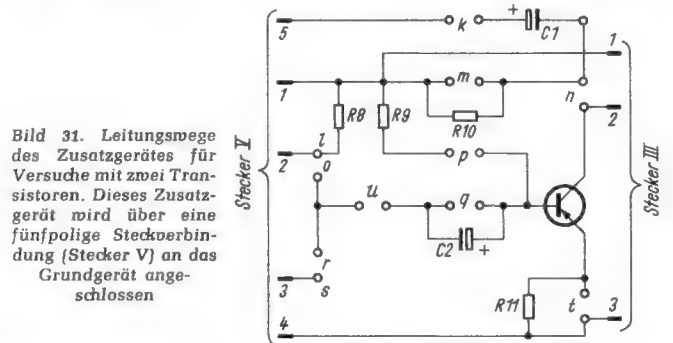 Bild 31. Leitungswege
des Zusatzgerätes für
Versuche mit zwei Tran-
sistoren. Dieses Zusatz-
gerät wird über eine
fünfpolige Steckverbin-
dung (Stecker V) an das
Grundgerät ange-
schlossen
Stecker V
5
k
+
C1
1
1
m
n
R8
R9
R10
2
2
l
o
p
u
q
C2
+
r
s
3
R11
t
3
4
Stecker III